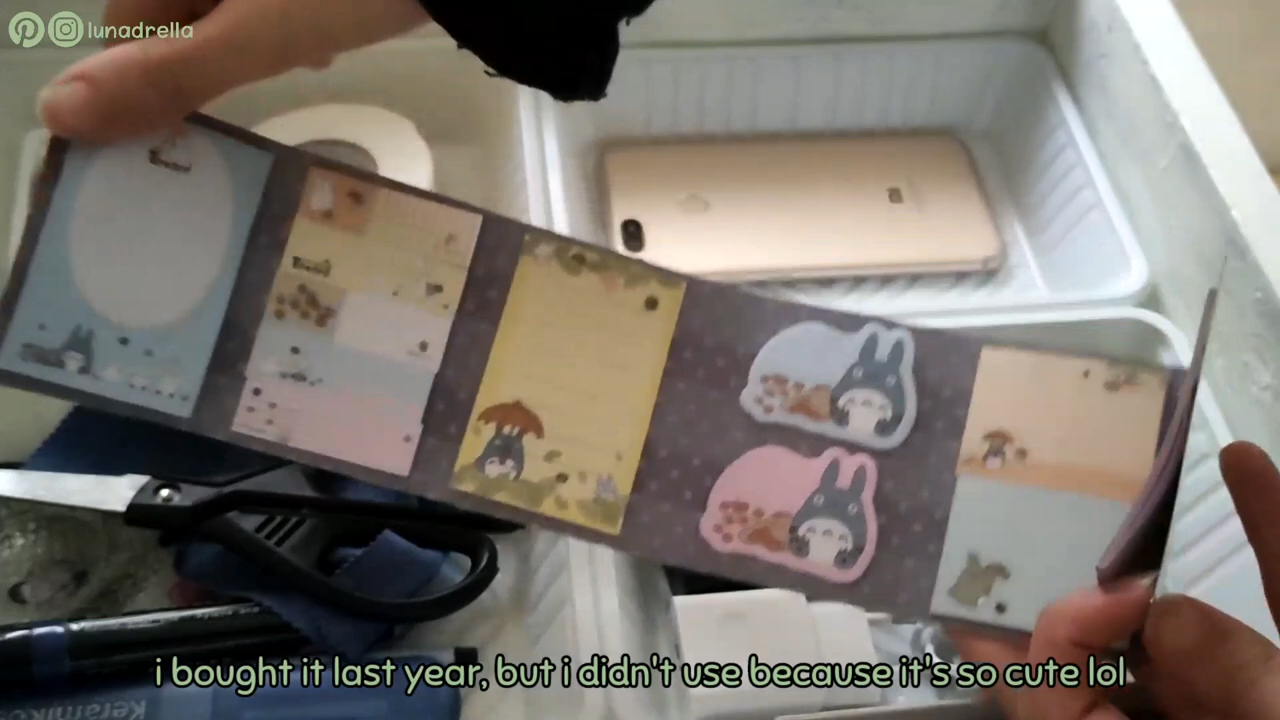 lunadrella
i bought it last year, but i didn't use because it's so cute lol